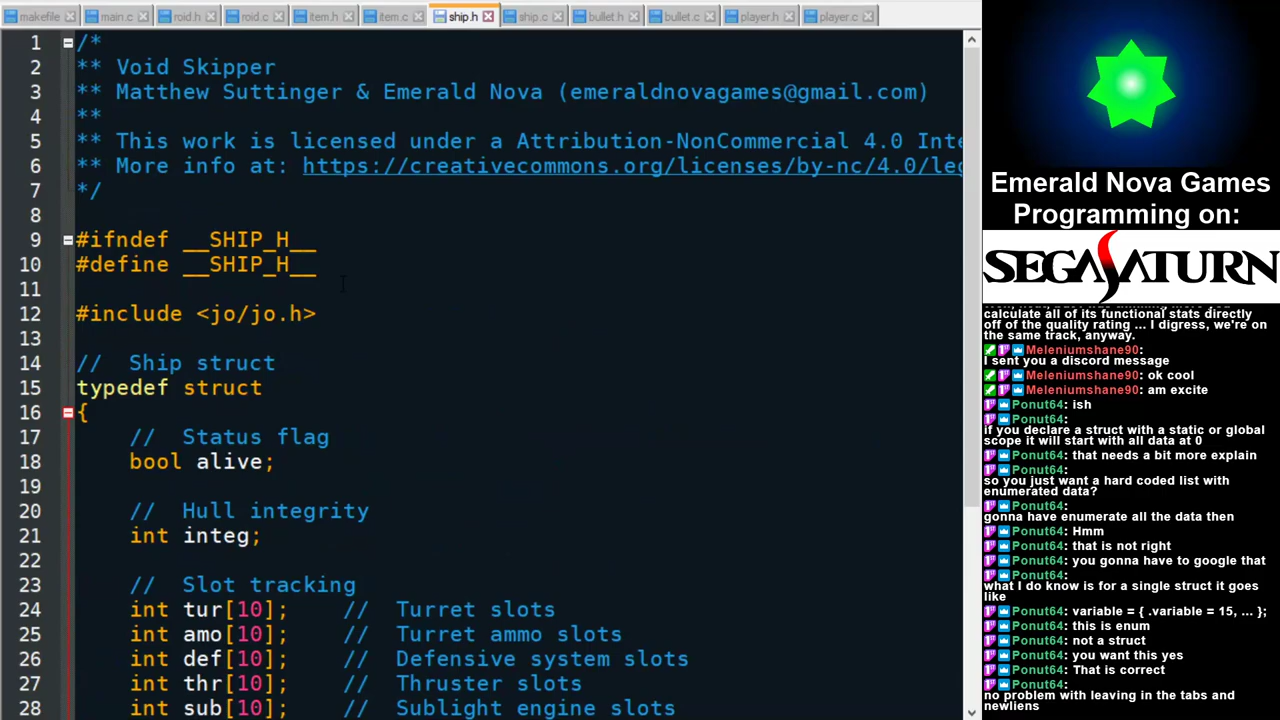 makefile main.c roid.h roid.c item.h item.c ship.h ship.c bullet.h bullet.c player.h player.c
1 /*
2 ** Void Skipper
3 ** Matthew Suttinger & Emerald Nova (emeraldnovagames@gmail.com)
4 **
5 ** This work is licensed under a Attribution-NonCommercial 4.0 Inte
6 ** More info at: https://creativecommons.org/licenses/by-nc/4.0/leg
7 */
8
9 #ifndef __SHIP_H__
10 #define __SHIP_H__
11
12 #include <jo/jo.h>
13
14 // Ship struct
15 typedef struct
16 {
17 // Status flag
18 bool alive;
19
20 // Hull integrity
21 int integ;
22
23 // Slot tracking
24 int tur[10]; // Turret slots
25 int amo[10]; // Turret ammo slots
26 int def[10]; // Defensive system slots
27 int thr[10]; // Thruster slots
28 int sub[10]; // Sublight engine slots
Emerald Nova Games
Programming on:
SEGA SATURN
calculate all of its functional stats directly
off of the quality rating ... I digress, we're on
the same track, anyway.
Meleniumshane90:
I sent you a discord message
Meleniumshane90: ok cool
Meleniumshane90: am excite
Ponut64: ish
Ponut64:
if you declare a struct with a static or global
scope it will start with all data at 0
Ponut64: that needs a bit more explain
Ponut64:
so you just want a hard coded list with
enumerated data?
Ponut64:
gonna have enumerate all the data then
Ponut64: Hmm
Ponut64: that is not right
Ponut64: you gonna have to google that
Ponut64:
what I do know is for a single struct it goes
like
Ponut64: variable = { .variable = 15, ... };
Ponut64: this is enum
Ponut64: not a struct
Ponut64: you want this yes
Ponut64: That is correct
Ponut64:
no problem with leaving in the tabs and
newliens